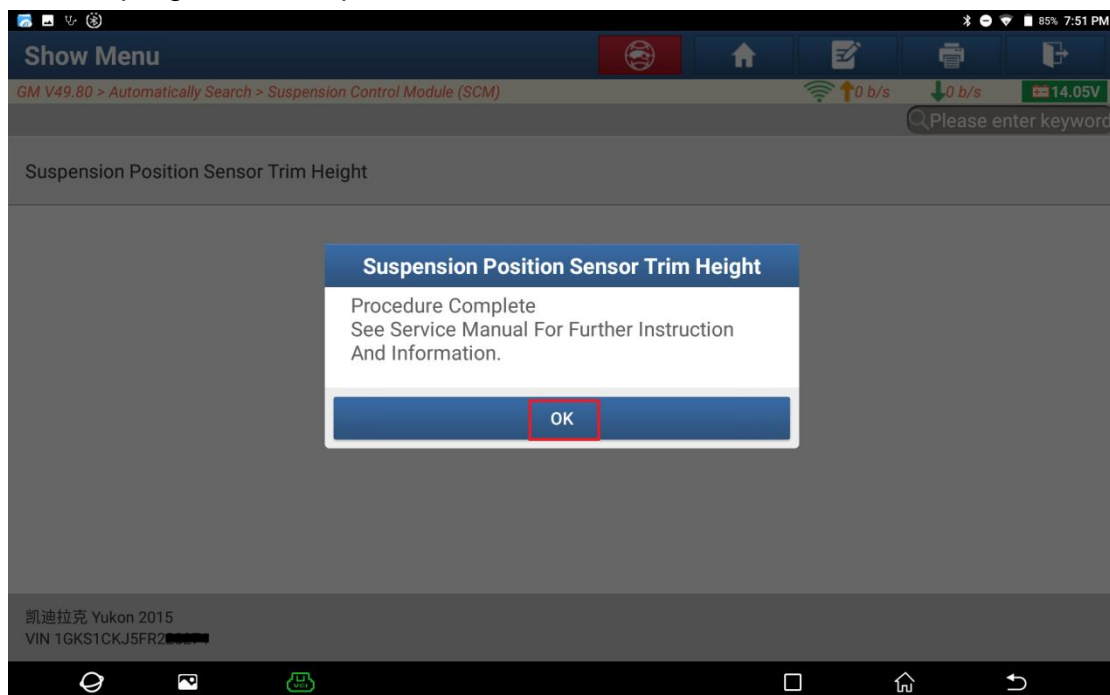 85% 7:51 PM
Show Menu
GM V49.80 > Automatically Search > Suspension Control Module (SCM)
0 b/s
0 b/s
14.05V
Please enter keyword
Suspension Position Sensor Trim Height
Suspension Position Sensor Trim Height
Procedure Complete
See Service Manual For Further Instruction
And Information.
OK
凯迪拉克 Yukon 2015
VIN 1GKS1CKJ5FR2
VCI